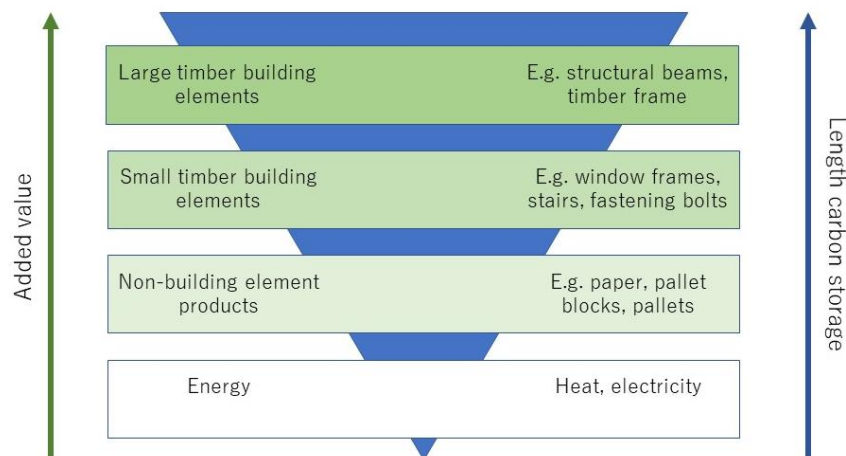 Added value
Large timber building
elements
E.g. structural beams,
timber frame
Small timber building
elements
E.g. window frames,
stairs, fastening bolts
Non-building element
products
E.g. paper, pallet
blocks, pallets
Energy
Heat, electricity
Length carbon storage